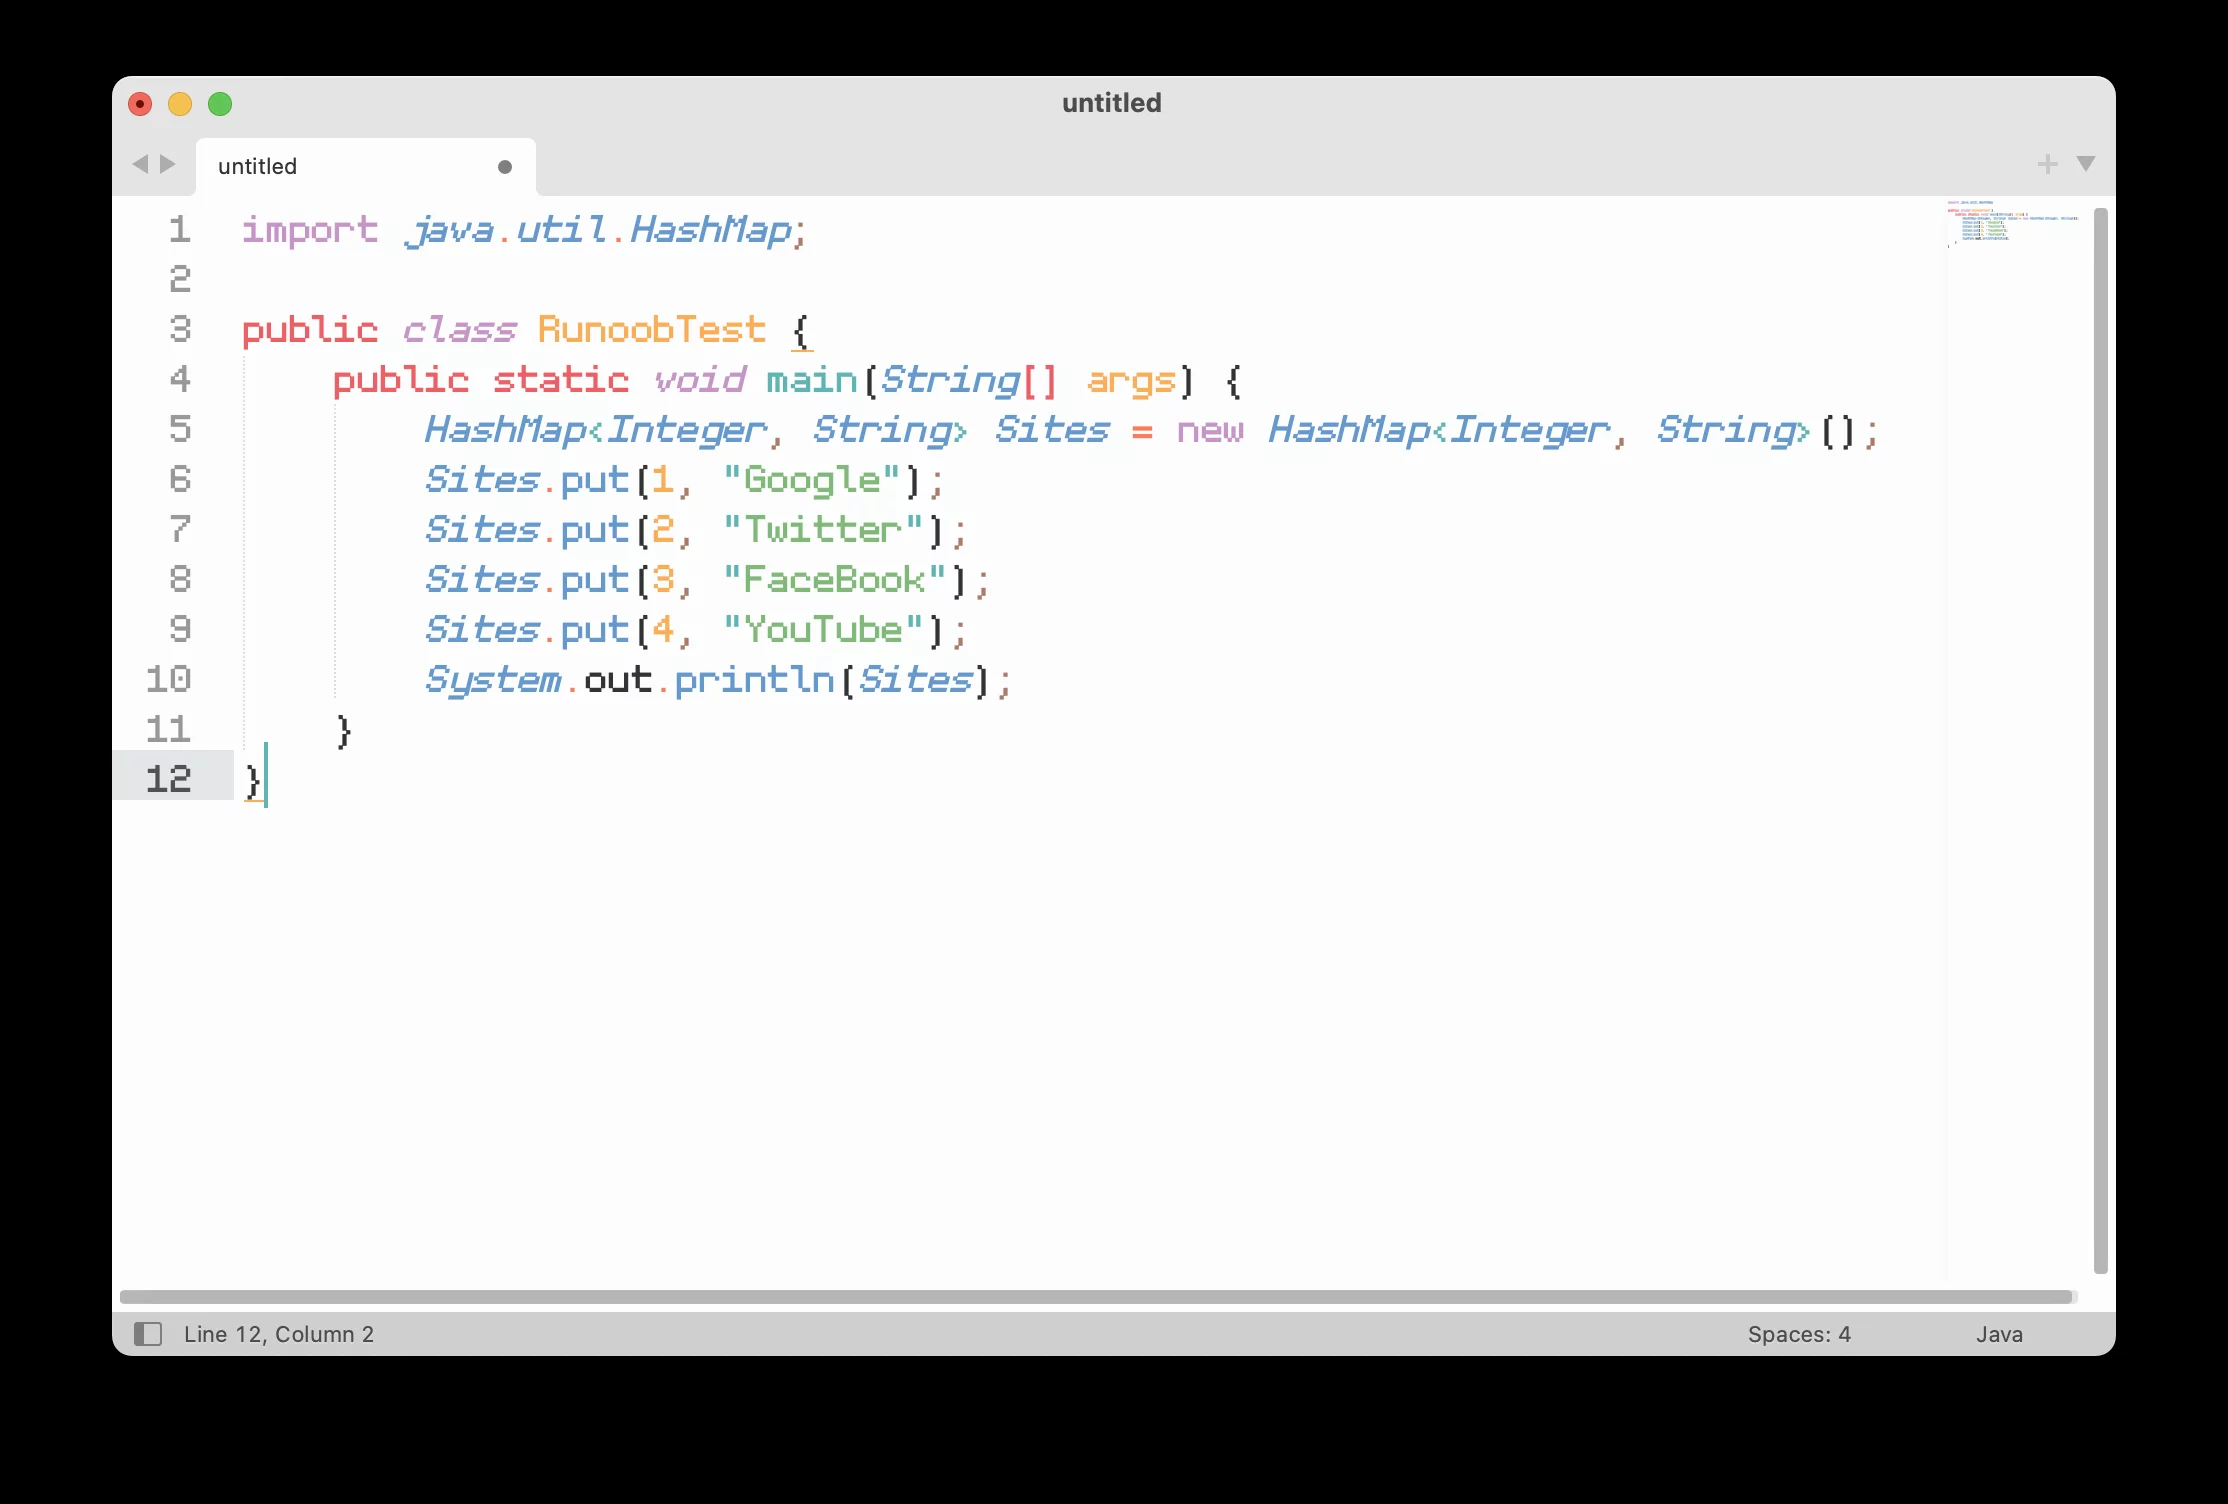 untitled
untitled
1 import java.util.HashMap;
2
3 public class RunoobTest {
4     public static void main(String[] args) {
5         HashMap<Integer, String> Sites = new HashMap<Integer, String>();
6         Sites.put(1, "Google");
7         Sites.put(2, "Twitter");
8         Sites.put(3, "FaceBook");
9         Sites.put(4, "YouTube");
10         System.out.println(Sites);
11     }
12 }
Line 12, Column 2 Spaces: 4 Java